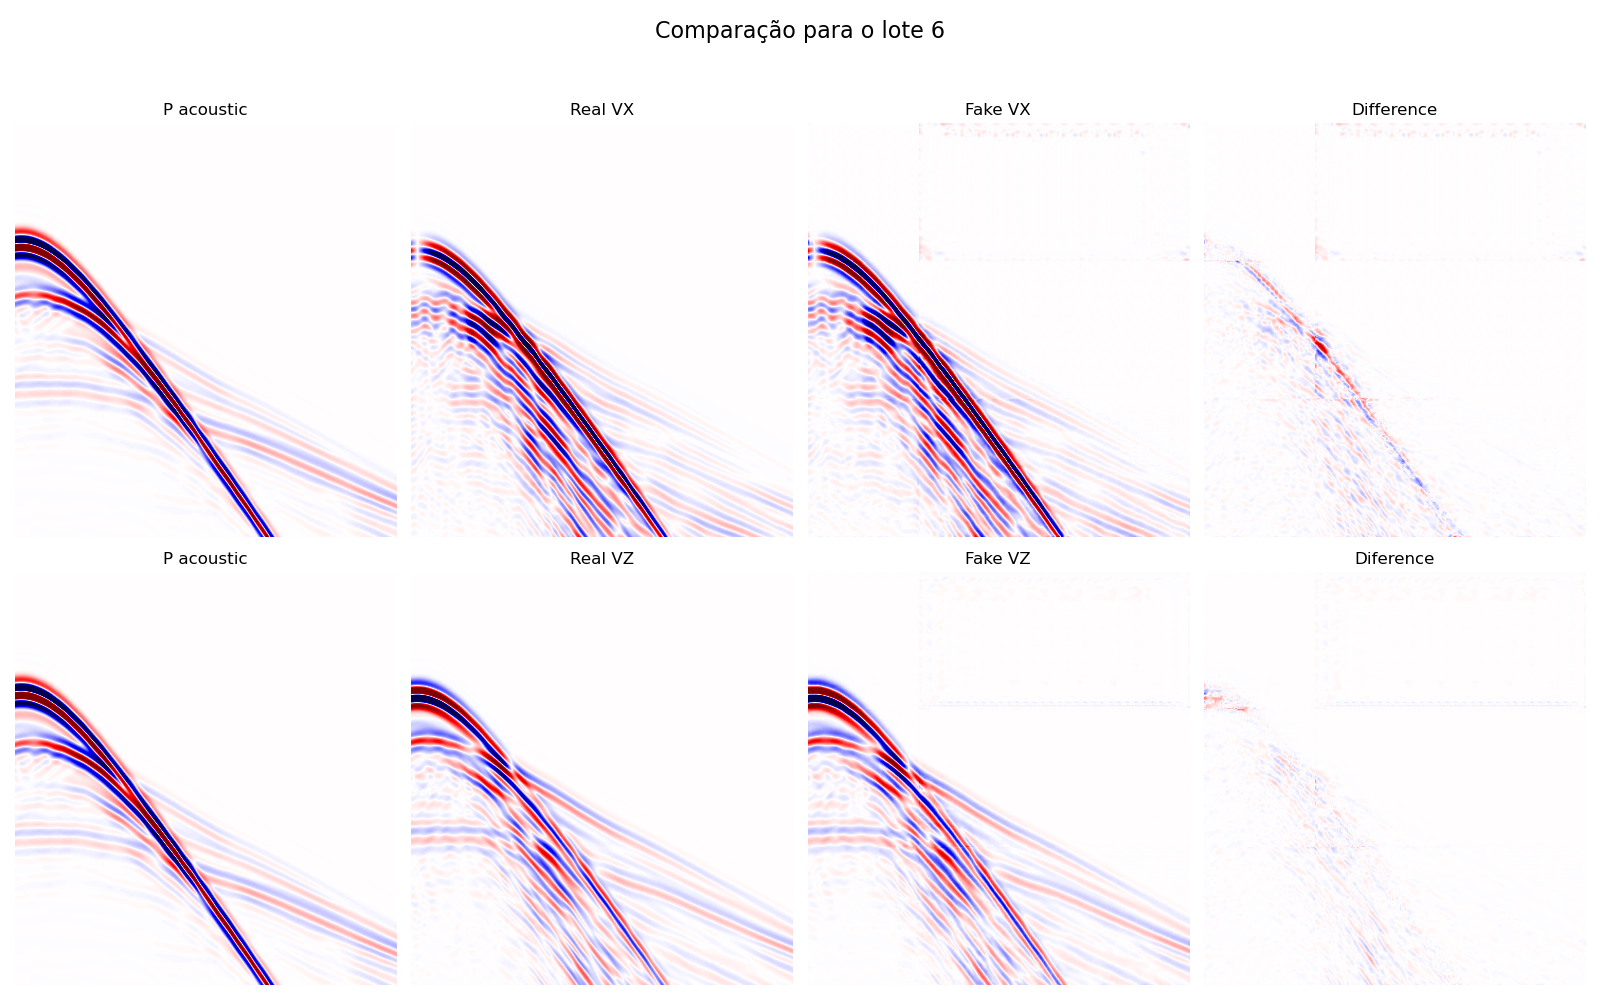 Comparação para o lote 6
P acoustic
Real VX
Fake VX
Difference
P acoustic
Real VZ
Fake VZ
Diference